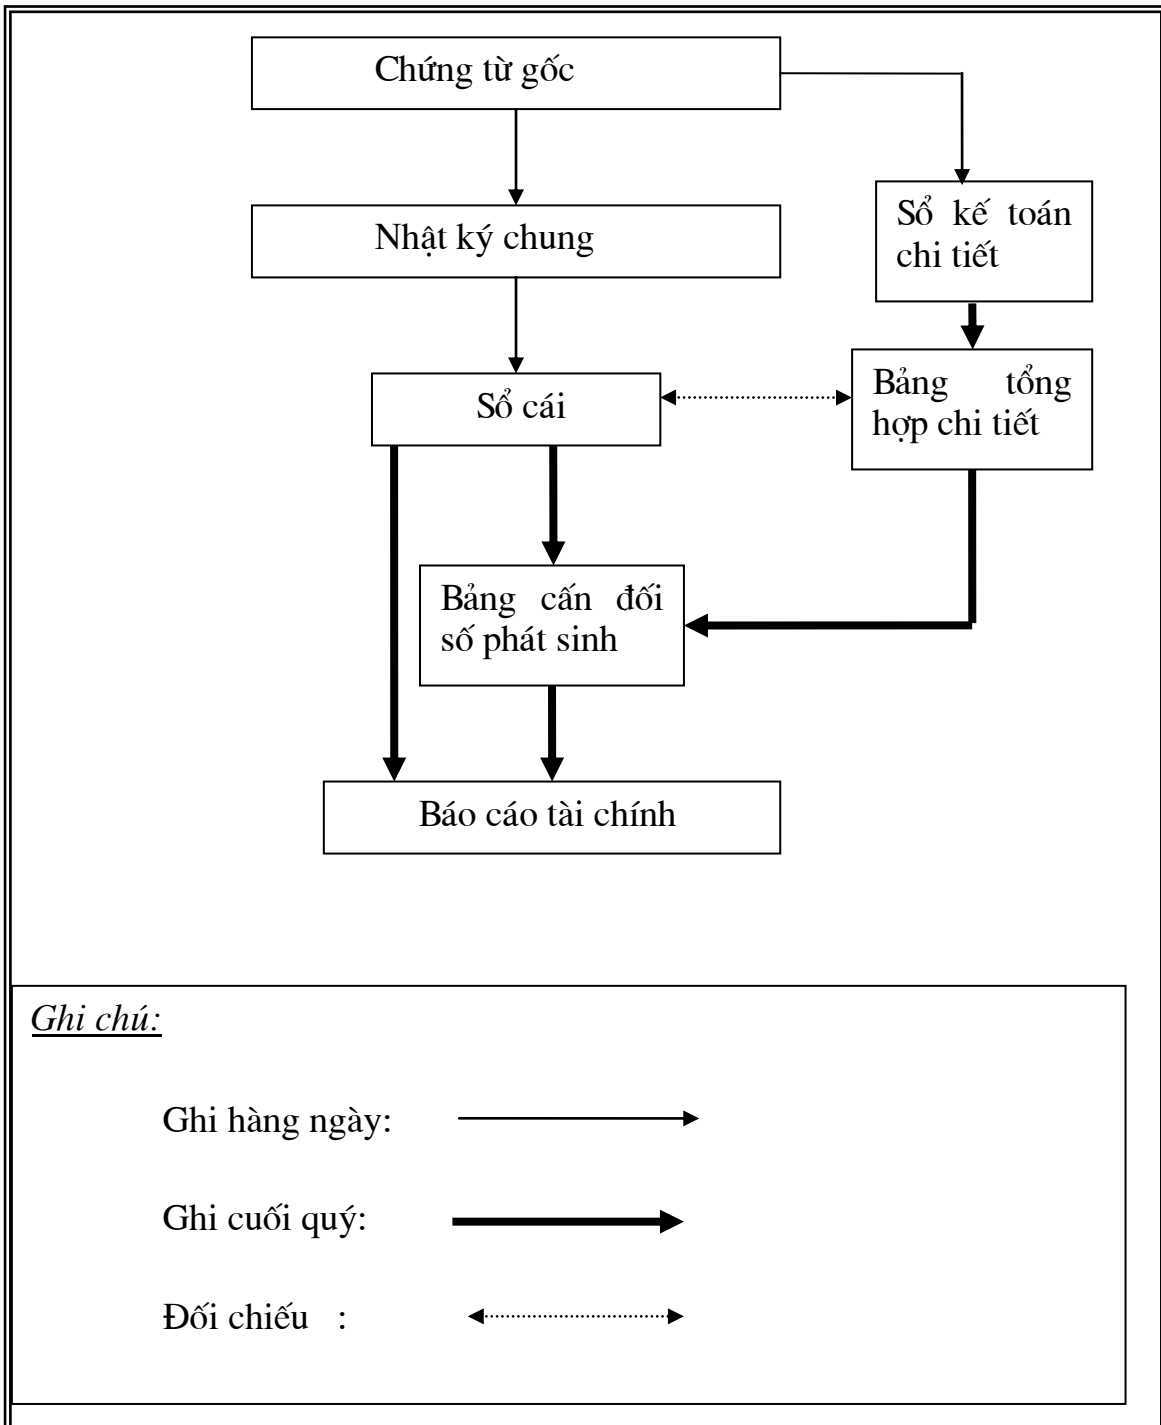 Chứng từ gốc
Nhật ký chung
Sổ kế toán
chi tiết
Sổ cái
Bảng tổng
hợp chi tiết
Bảng cấn đối
số phát sinh
Báo cáo tài chính
Ghi chú:
Ghi hàng ngày:
Ghi cuối quý:
Đối chiếu :